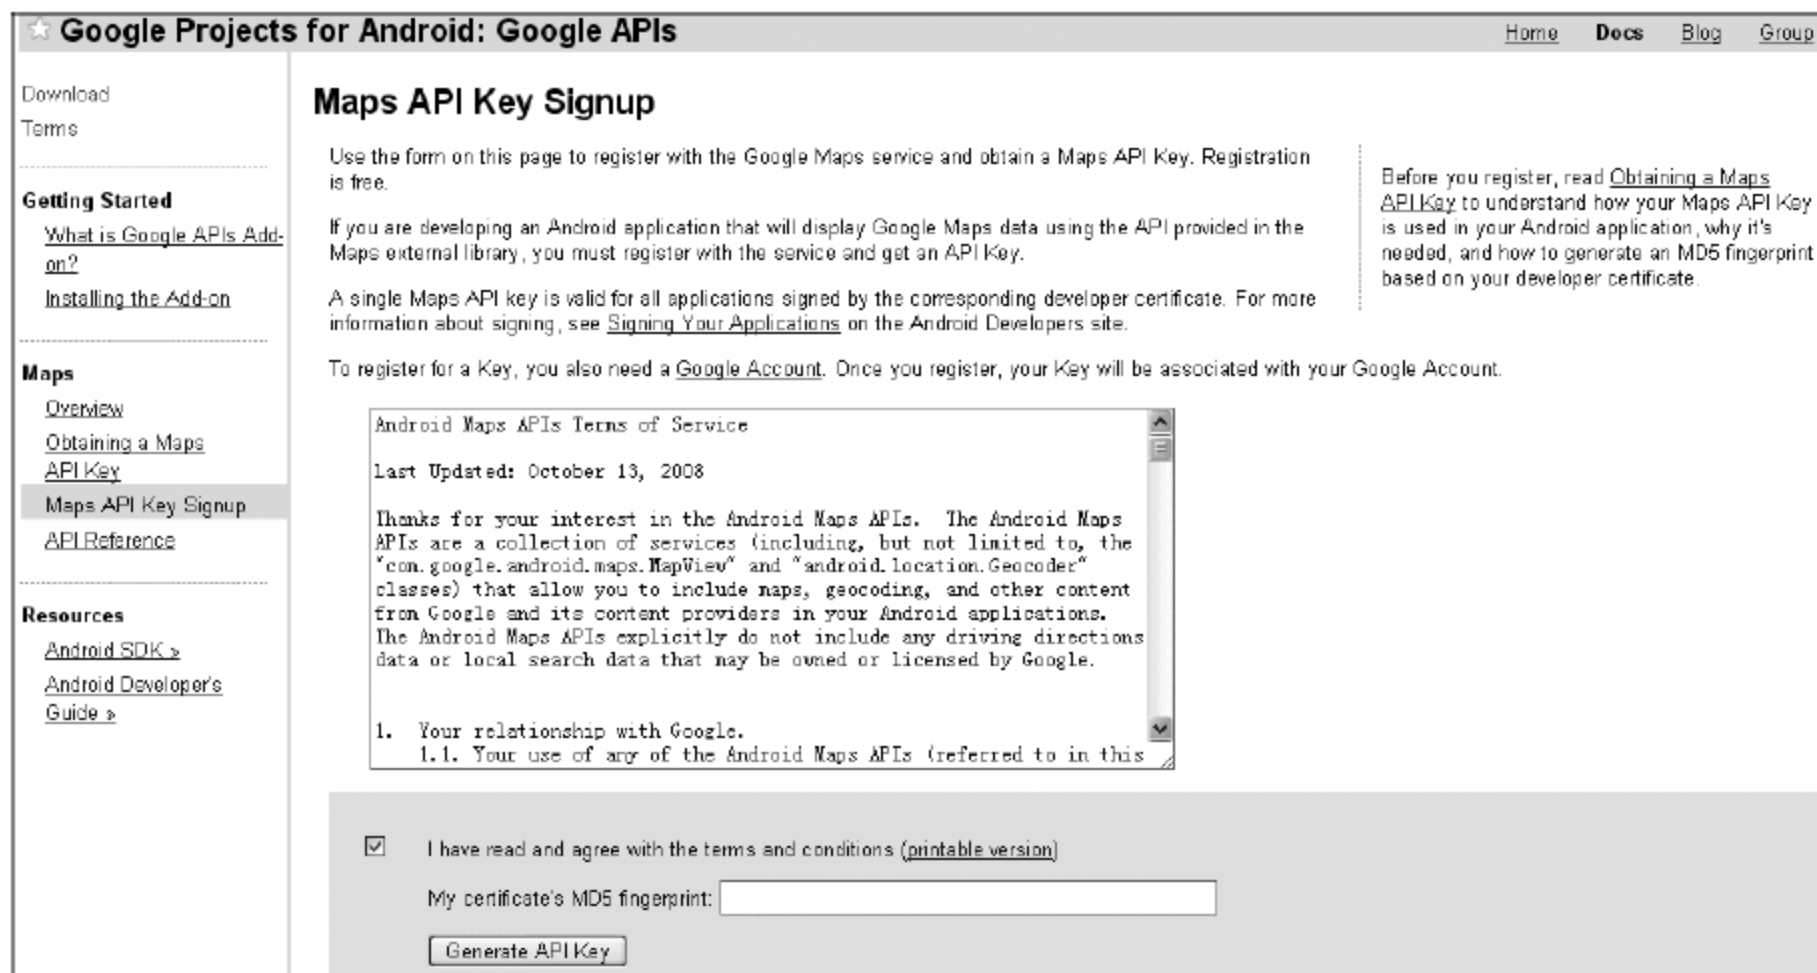 Google Projects for Android: Google APIs
Home Docs Blog Group
Download
Terms
Getting Started
What is Google APIs Add-
on?
Installing the Add-on
Maps
Overview
Obtaining a Maps
API Key
Maps API Key Signup
API Reference
Resources
Android SDK »
Android Developer's
Guide »
Maps API Key Signup
Use the form on this page to register with the Google Maps service and obtain a Maps API Key. Registration
is free.
If you are developing an Android application that will display Google Maps data using the API provided in the
Maps external library, you must register with the service and get an API Key.
A single Maps API key is valid for all applications signed by the corresponding developer certificate. For more
information about signing, see Signing Your Applications on the Android Developers site.
To register for a Key, you also need a Google Account. Once you register, your Key will be associated with your Google Account.
Before you register, read Obtaining a Maps
API Key to understand how your Maps API Key
is used in your Android application, why it's
needed, and how to generate an MD5 fingerprint
based on your developer certificate.
Android Maps APIs Terms of Service
Last Updated: October 13, 2008
Thanks for your interest in the Android Maps APIs. The Android Maps
APIs are a collection of services (including, but not limited to, the
"com.google.android.maps.MapView" and "android.location.Geocoder"
classes) that allow you to include maps, geocoding, and other content
from Google and its content providers in your Android applications.
The Android Maps APIs explicitly do not include any driving directions
data or local search data that may be owned or licensed by Google.
1. Your relationship with Google.
1.1. Your use of any of the Android Maps APIs (referred to in this
I have read and agree with the terms and conditions (printable version)
My certificate's MD5 fingerprint:
Generate API Key